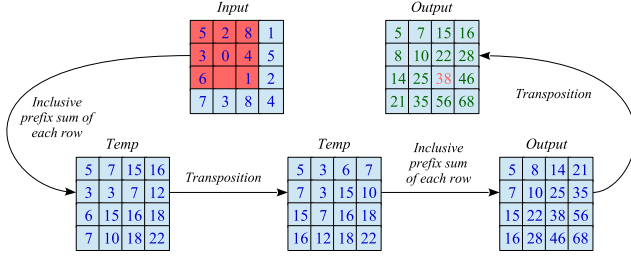 Input
5 2 8 1
3 0 4 5
6 1 2
7 3 8 4
Output
5 7 15 16
8 10 22 28
14 25 38 46
21 35 56 68
Inclusive
prefix sum of
each row
Transposition
Temp
5 7 15 16
3 3 7 12
6 15 16 18
7 10 18 22
Transposition
Temp
5 3 6 7
7 3 15 10
15 7 16 18
16 12 18 22
Inclusive
prefix sum
of each row
Output
5 8 14 21
7 10 25 35
15 22 38 56
16 28 46 68